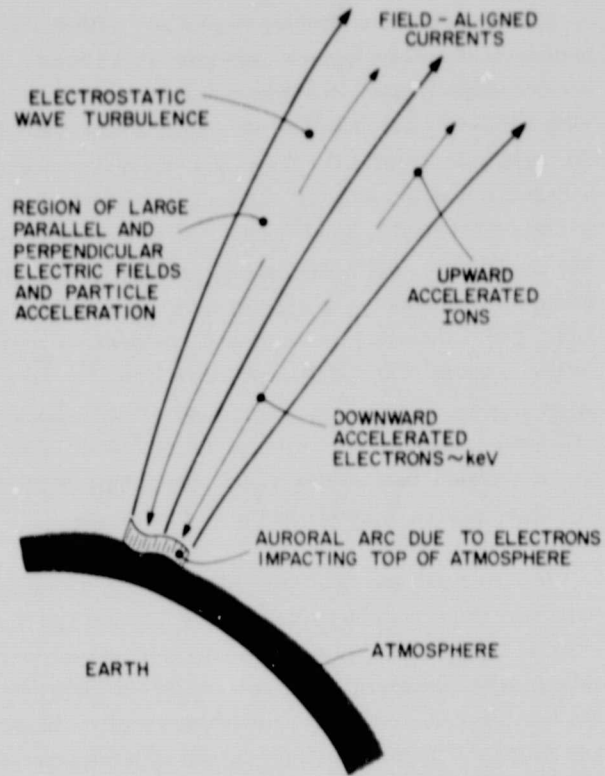 FIELD-ALIGNED
CURRENTS
ELECTROSTATIC
WAVE TURBULENCE
REGION OF LARGE
PARALLEL AND
PERPENDICULAR
ELECTRIC FIELDS
AND PARTICLE
ACCELERATION
UPWARD
ACCELERATED
IONS
DOWNWARD
ACCELERATED
ELECTRONS ~keV
AURORAL ARC DUE TO ELECTRONS
IMPACTING TOP OF ATMOSPHERE
ATMOSPHERE
EARTH